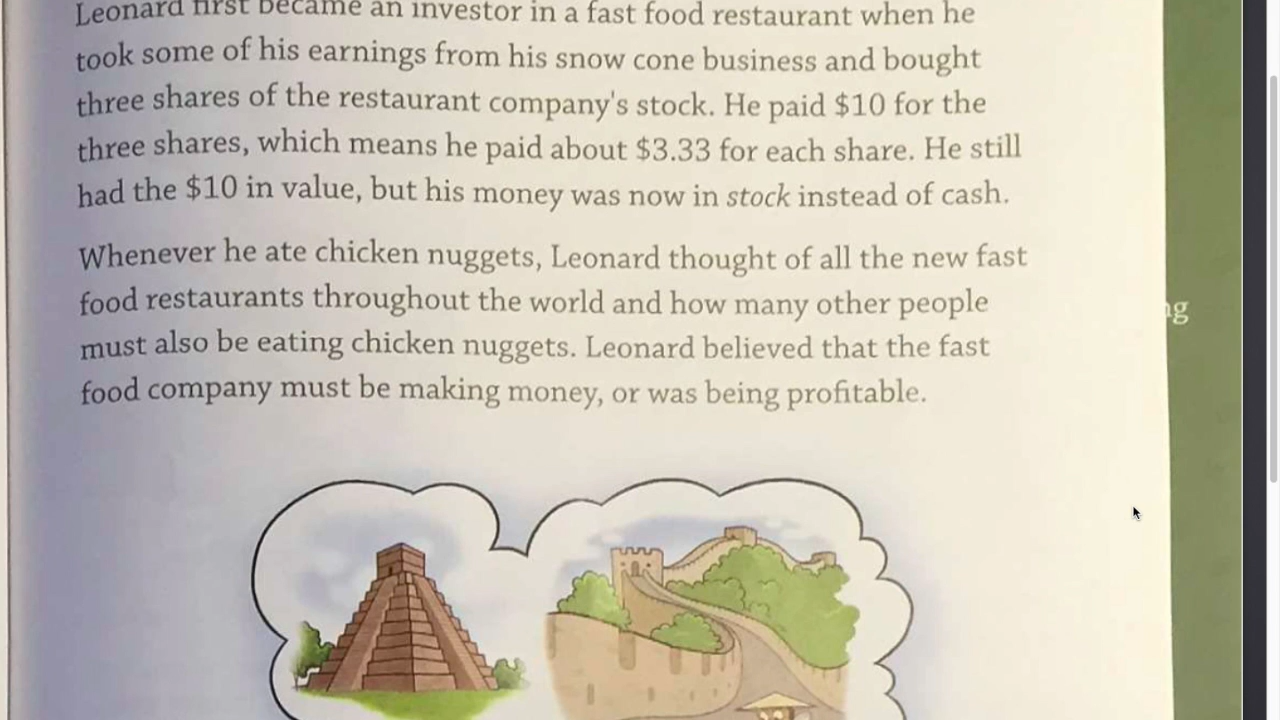 Leonard first became an investor in a fast food restaurant when he
took some of his earnings from his snow cone business and bought
three shares of the restaurant company's stock. He paid $10 for the
three shares, which means he paid about $3.33 for each share. He still
had the $10 in value, but his money was now in stock instead of cash.
Whenever he ate chicken nuggets, Leonard thought of all the new fast
food restaurants throughout the world and how many other people
must also be eating chicken nuggets. Leonard believed that the fast
food company must be making money, or was being profitable.